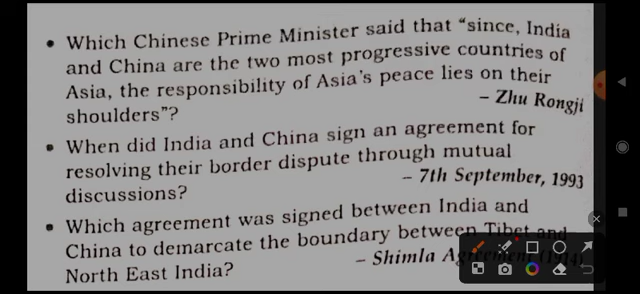 • Which Chinese Prime Minister said that “since, India
and China are the two most progressive countries of
Asia, the responsibility of Asia's peace lies on their
shoulders”?
– Zhu Rongji
• When did India and China sign an agreement for
resolving their border dispute through mutual
discussions?
– 7th September, 1993
• Which agreement was signed between India and
China to demarcate the boundary between Tibet and
North East India?
– Shimla Agreement (1914)